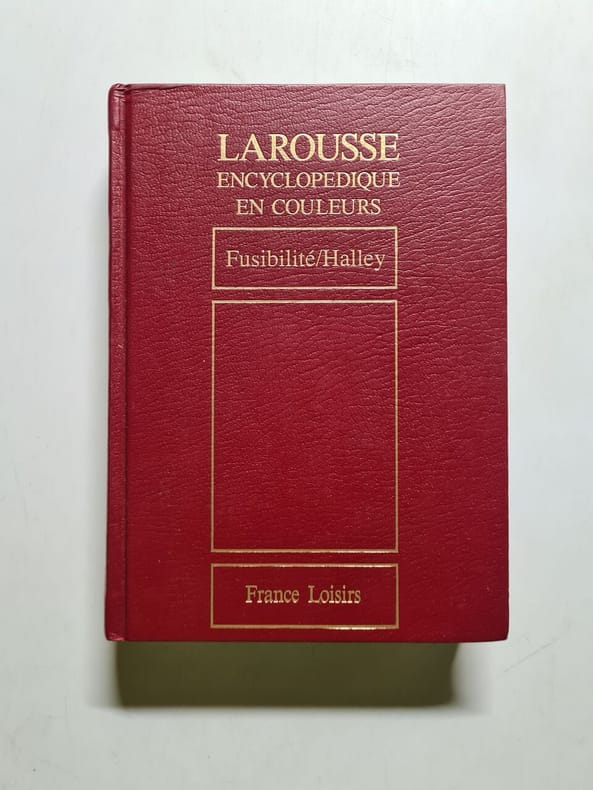 LAROUSSE
ENCYCLOPEDIQUE
EN COULEURS
Fusibilité/Halley
France Loisirs